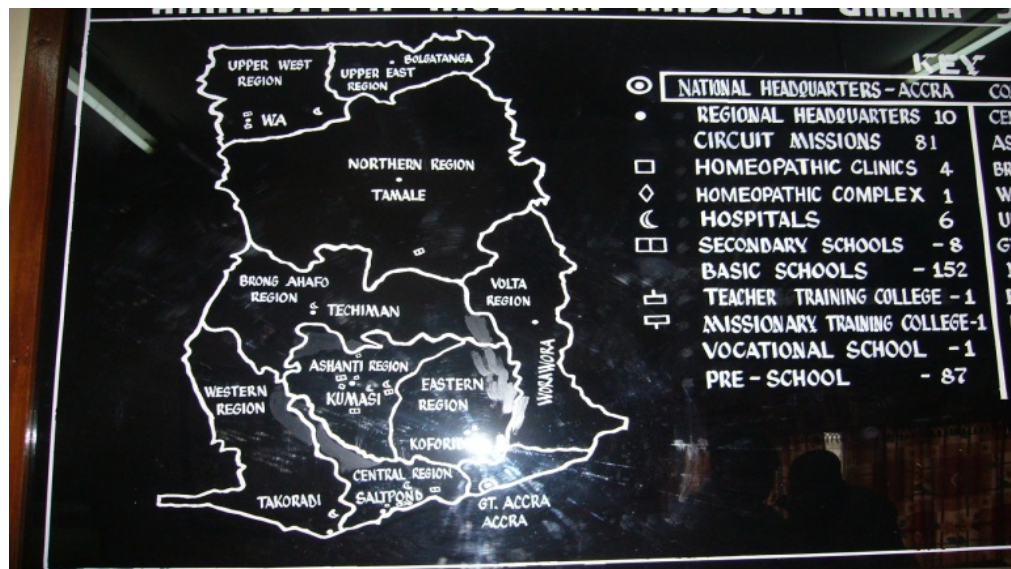 UPPER WEST
REGION
WA
BOLGATANGA
UPPER EAST
REGION
NORTHERN REGION
TAMALE
BRONG AHAFO
REGION
TECHIMAN
VOLTA
REGION
WORAWORA
ASHANTI REGION
KUMASI
WESTERN
REGION
EASTERN
REGION
CENTRAL REGION
SALTPOND
TAKORADI
GT. ACCRA
ACCRA
KEY
NATIONAL HEADQUARTERS - ACCRA
REGIONAL HEADQUARTERS 10
CIRCUIT MISSIONS 81
HOMEOPATHIC CLINICS 4
HOMEOPATHIC COMPLEX 1
HOSPITALS 6
SECONDARY SCHOOLS - 8
BASIC SCHOOLS - 152
TEACHER TRAINING COLLEGE - 1
MISSIONARY TRAINING COLLEGE-1
VOCATIONAL SCHOOL - 1
PRE - SCHOOL - 87